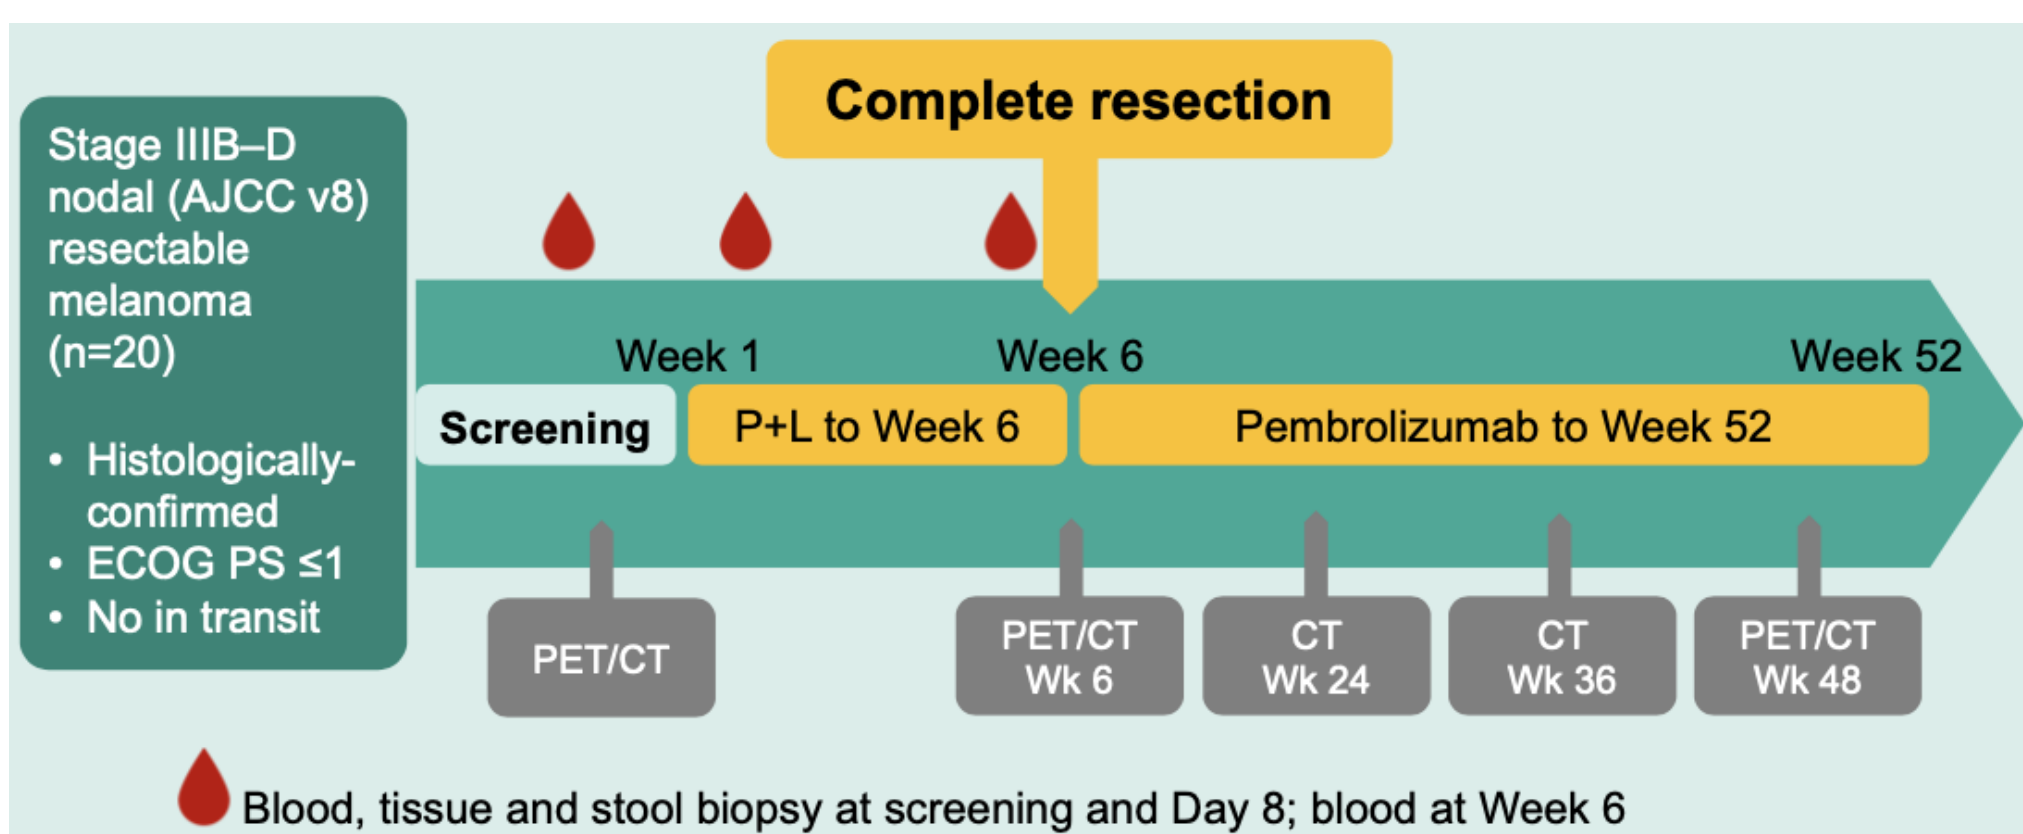 Complete resection
Stage IIIB–D
nodal (AJCC v8)
resectable
melanoma
(n=20)
• Histologically-
confirmed
• ECOG PS ≤1
• No in transit
Week 1
Week 6
Week 52
Screening
P+L to Week 6
Pembrolizumab to Week 52
PET/CT
PET/CT
Wk 6
CT
Wk 24
CT
Wk 36
PET/CT
Wk 48
Blood, tissue and stool biopsy at screening and Day 8; blood at Week 6